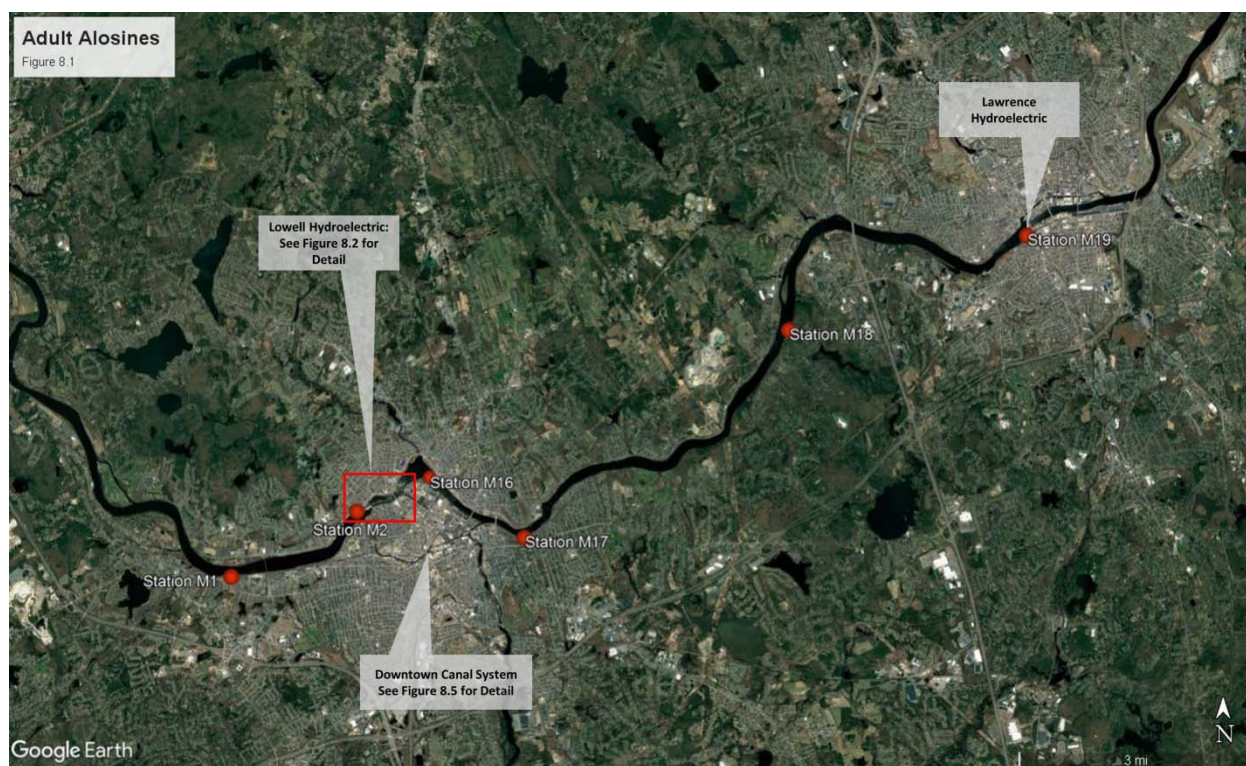 Adult Alosines
Figure 8.1
Lawrence
Hydroelectric
Lowell Hydroelectric:
See Figure 8.2 for
Detail
Station M19
Station M18
Station M16
Station M2
Station M17
Station M1
Downtown Canal System
See Figure 8.5 for Detail
Google Earth
N
3 mi